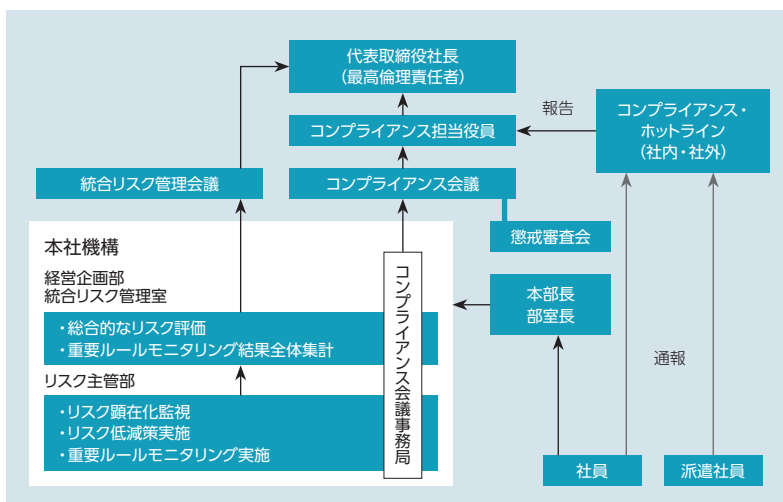 代表取締役社長
（最高倫理責任者）
報告
コンプライアンス・
ホットライン
（社内・社外）
コンプライアンス担当役員
統合リスク管理会議
コンプライアンス会議
懲戒審査会
本社機構
経営企画部
統合リスク管理室
・総合的なリスク評価
・重要ルールモニタリング結果全体集計
リスク主管部
・リスク顕在化監視
・リスク低減策実施
・重要ルールモニタリング実施
コンプライアンス会議事務局
本部長
部室長
通報
社員
派遣社員